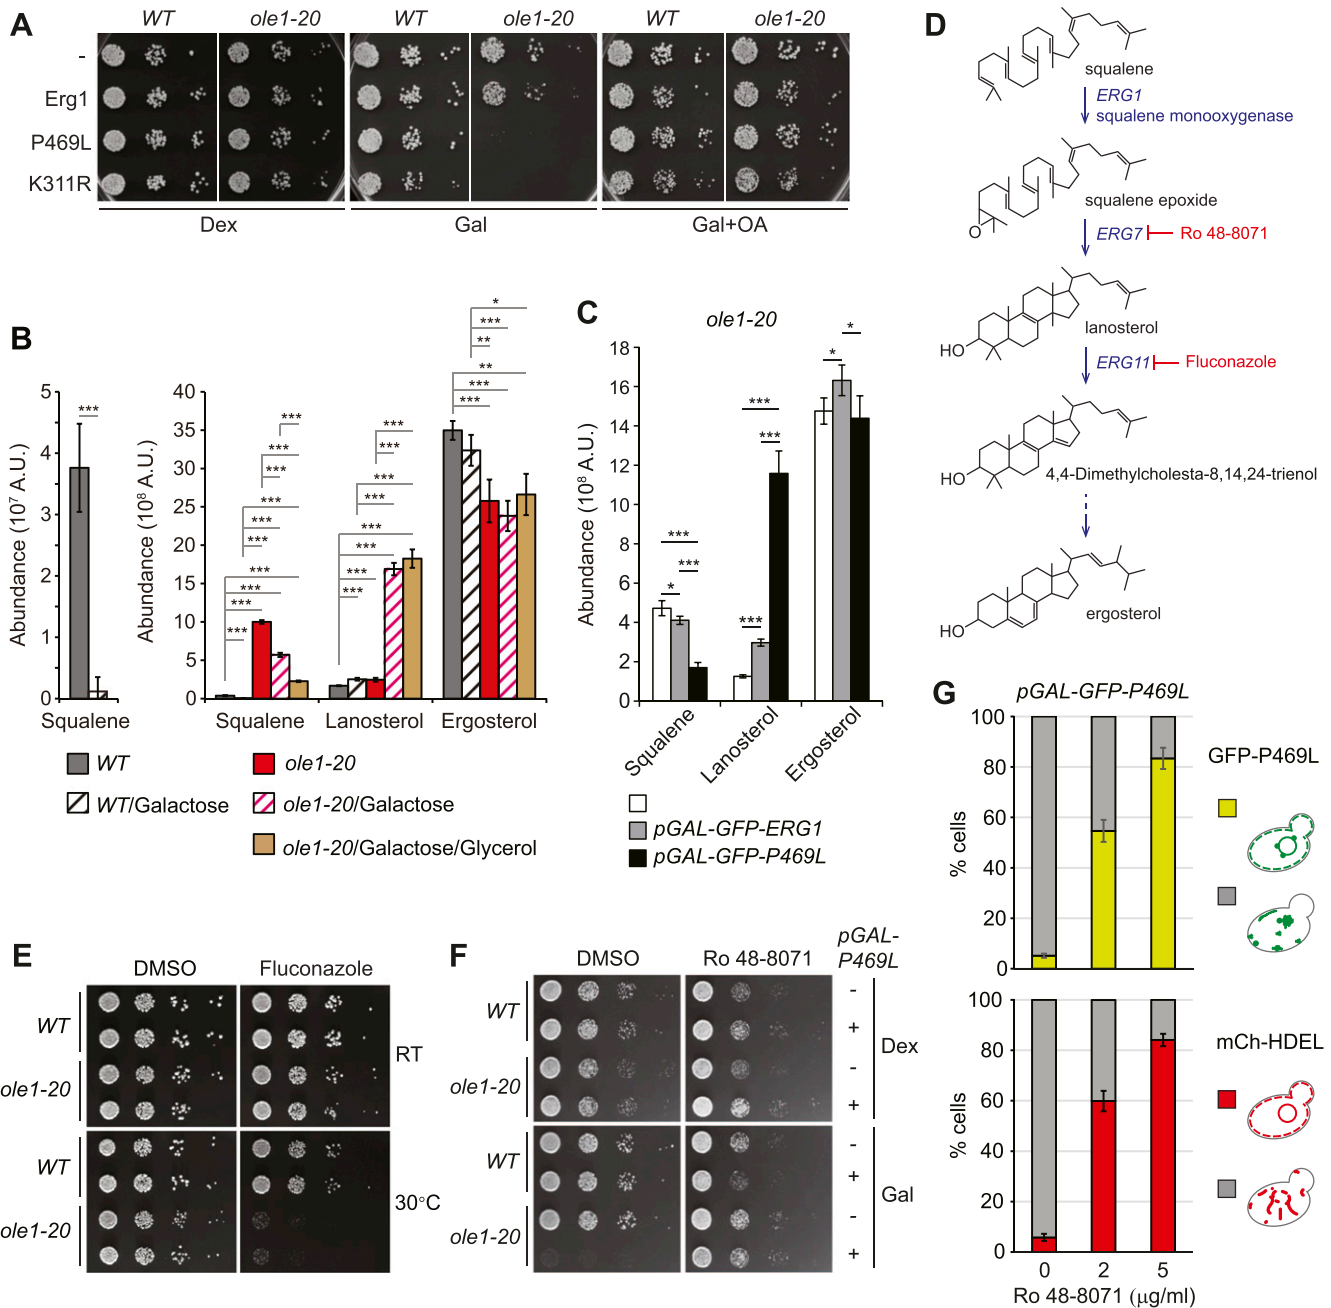 A
WT ole1-20 WT ole1-20 WT ole1-20
-
Erg1
P469L
K311R
Dex Gal Gal+OA
B
Abundance (10⁷ A.U.)
5
4
3
2
1
0
***
Squalene
Abundance (10⁸ A.U.)
40
35
30
25
20
15
10
5
0
*** *** *** ***
*** *** ***
*** ***
***
*** *** *** ***
*** ***
*** ***
*** *** **
** *** *
Squalene Lanosterol Ergosterol
WT
WT/Galactose
ole1-20
ole1-20/Galactose
ole1-20/Galactose/Glycerol
C
ole1-20
Abundance (10⁸ A.U.)
18
16
14
12
10
8
6
4
2
0
***
* ***
***
***
***
* *
Squalene
Lanosterol
Ergosterol
pGAL-GFP-ERG1
pGAL-GFP-P469L
D
squalene
ERG1
squalene monooxygenase
squalene epoxide
O
ERG7 Ro 48-8071
lanosterol
HO
ERG11 Fluconazole
HO
4,4-Dimethylcholesta-8,14,24-trienol
ergosterol
HO
E
DMSO Fluconazole
WT
ole1-20
RT
WT
ole1-20
30°C
F
DMSO Ro 48-8071
pGAL-
P469L
WT
ole1-20
-
+
-
+
Dex
WT
ole1-20
-
+
-
+
Gal
G
pGAL-GFP-P469L
% cells
100
80
60
40
20
0
GFP-P469L
% cells
100
80
60
40
20
0
mCh-HDEL
0 2 5
Ro 48-8071 (μg/ml)